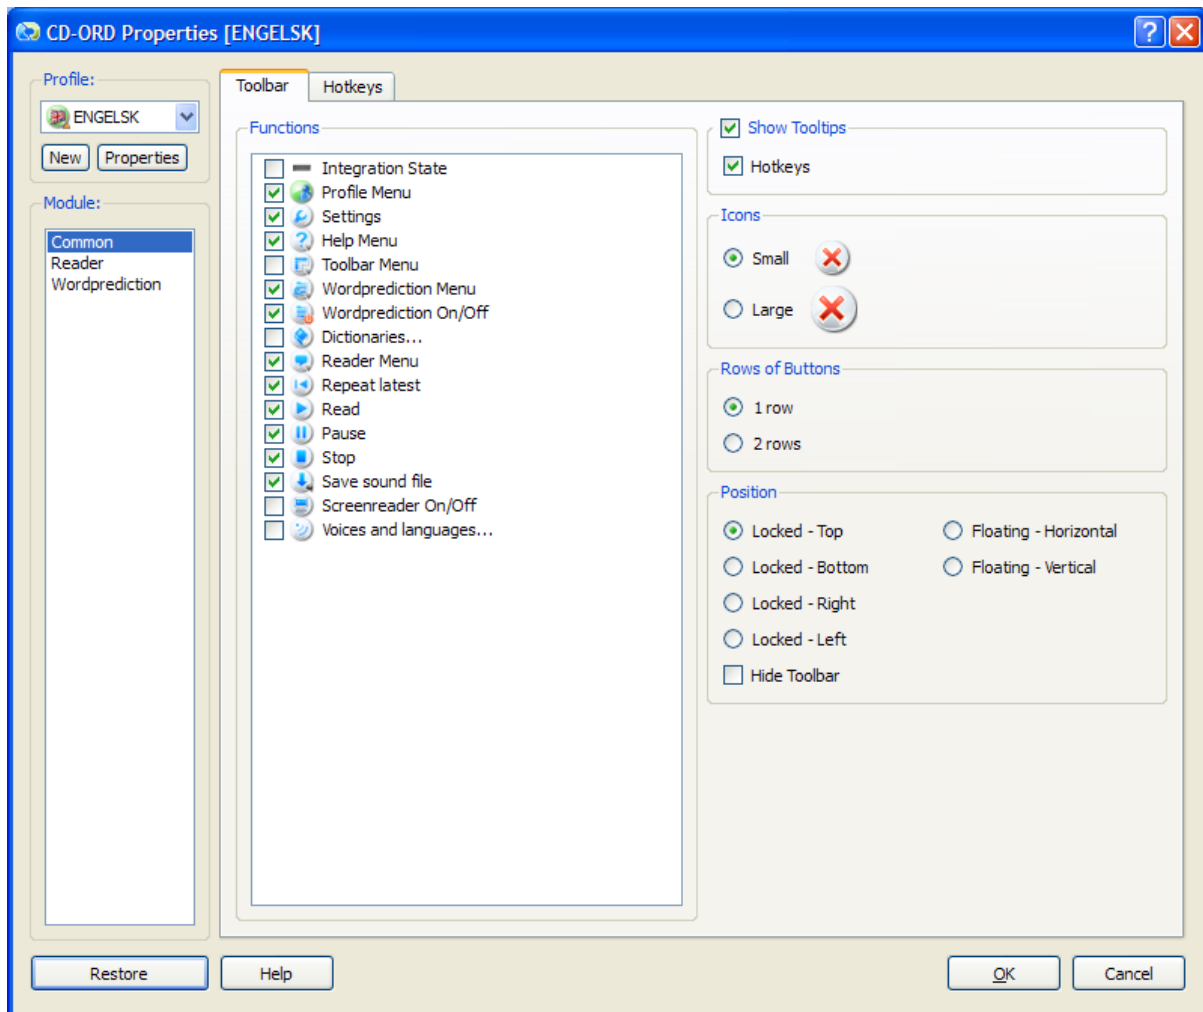 CD-ORD Properties [ENGELSK]
Profile:
ENGELSK
New Properties
Module:
Common
Reader
Wordprediction
Toolbar Hotkeys
Functions
Integration State
Profile Menu
Settings
Help Menu
Toolbar Menu
Wordprediction Menu
Wordprediction On/Off
Dictionaries...
Reader Menu
Repeat latest
Read
Pause
Stop
Save sound file
Screenreader On/Off
Voices and languages...
Show Tooltips
Hotkeys
Icons
Small
Large
Rows of Buttons
1 row
2 rows
Position
Locked - Top Floating - Horizontal
Locked - Bottom Floating - Vertical
Locked - Right
Locked - Left
Hide Toolbar
Restore Help OK Cancel